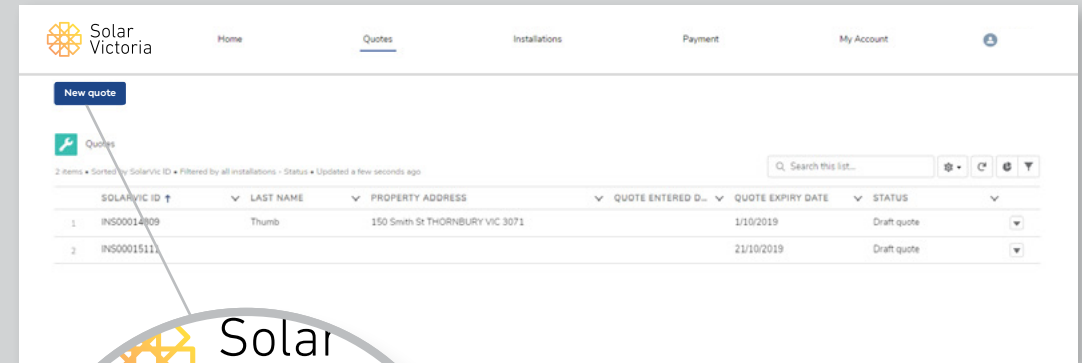 Solar
Victoria
Home Quotes Installations Payment My Account
New quote
Quotes
2 items • Sorted by SolarVic ID • Filtered by all installations - Status • Updated a few seconds ago
Search this list...
SOLARVIC ID LAST NAME PROPERTY ADDRESS QUOTE ENTERED D... QUOTE EXPIRY DATE STATUS
1 INS00014809 Thumb 150 Smith St THORNBURY VIC 3071 1/10/2019 Draft quote
2 INS00015111 21/10/2019 Draft quote
Solar